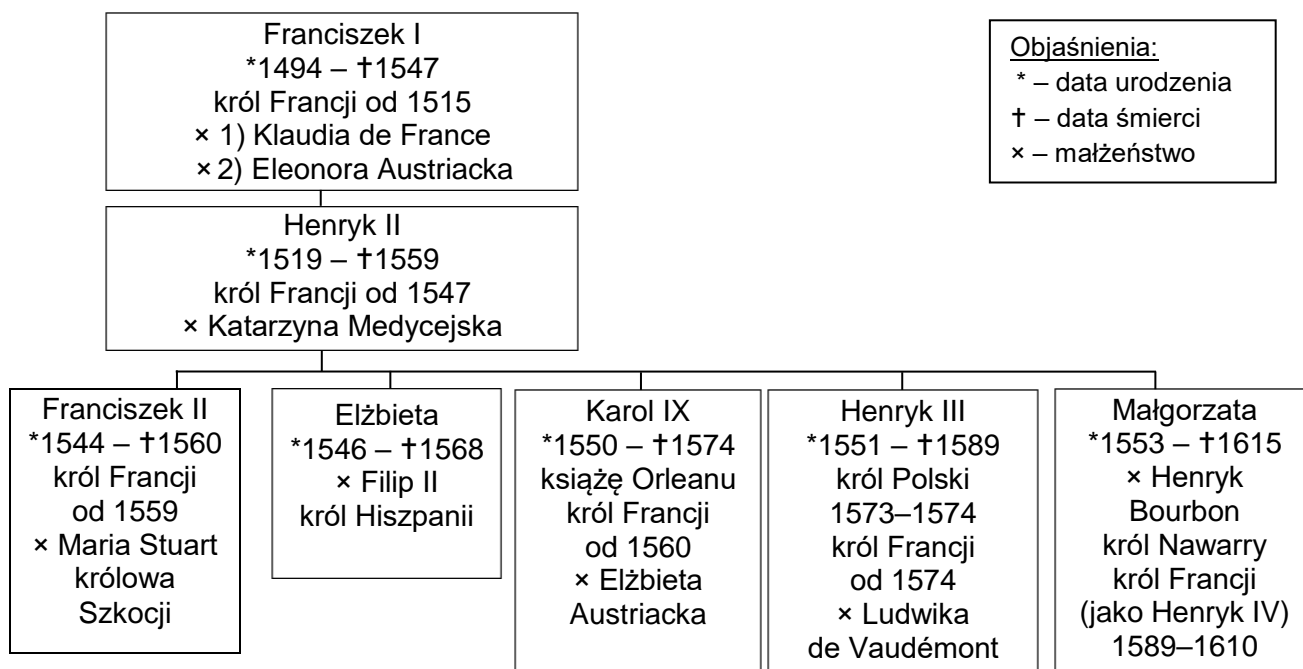 Franciszek I
*1494 – †1547
król Francji od 1515
× 1) Klaudia de France
× 2) Eleonora Austriacka
Objaśnienia:
* – data urodzenia
† – data śmierci
× – małżeństwo
Henryk II
*1519 – †1559
król Francji od 1547
× Katarzyna Medycejska
Franciszek II
*1544 – †1560
król Francji
od 1559
× Maria Stuart
królowa
Szkocji
Elżbieta
*1546 – †1568
× Filip II
król Hiszpanii
Karol IX
*1550 – †1574
książę Orleanu
król Francji
od 1560
× Elżbieta
Austriacka
Henryk III
*1551 – †1589
król Polski
1573–1574
król Francji
od 1574
× Ludwika
de Vaudémont
Małgorzata
*1553 – †1615
× Henryk
Bourbon
król Nawarry
król Francji
(jako Henryk IV)
1589–1610